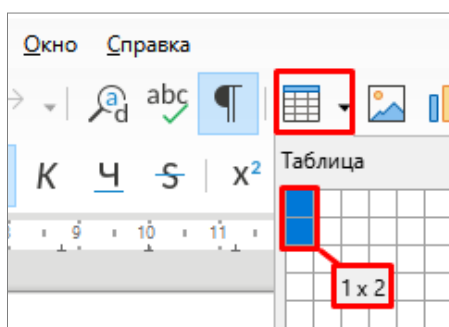 Окно Справка
a d abc ¶
К Ч S x²
Таблица
9 10 11
1 x 2